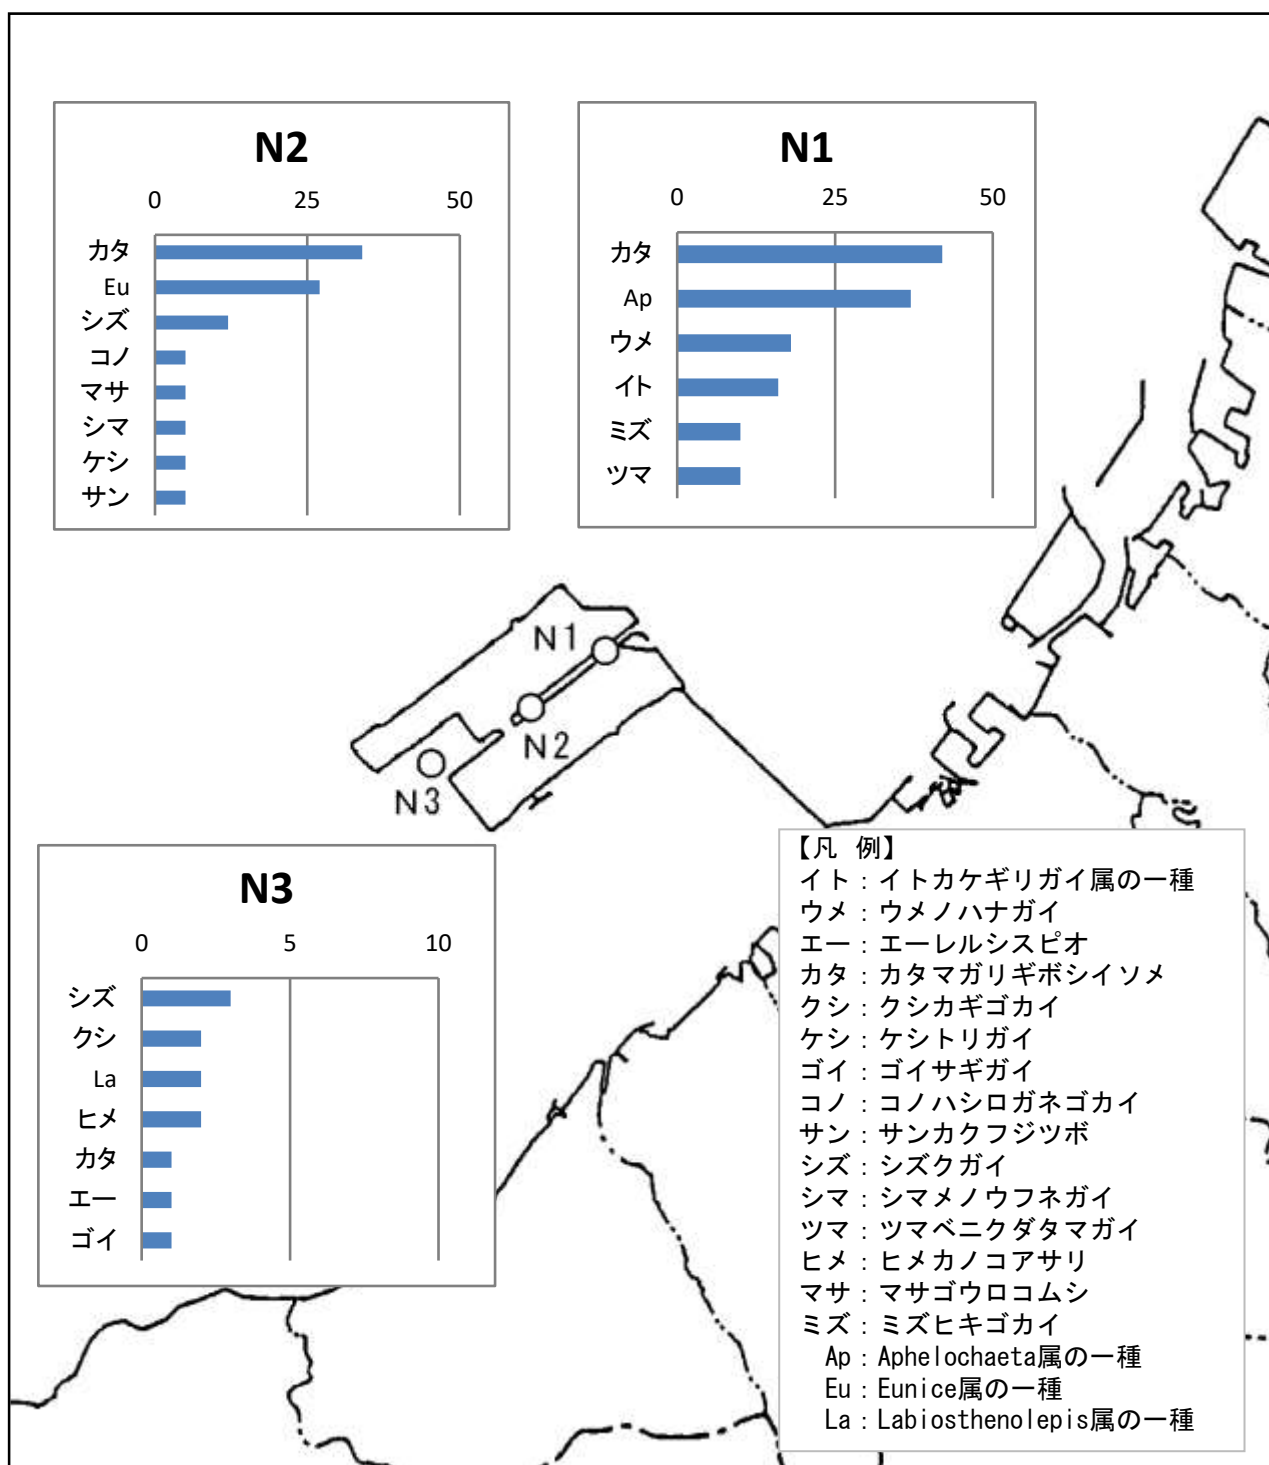 N2
0 25 50
カタ
Eu
シズ
コノ
マサ
シマ
ケシ
サン
N1
0 25 50
カタ
Ap
ウメ
イト
ミズ
ツマ
N1
N2
N3
N3
0 5 10
シズ
クシ
La
ヒメ
カタ
エー
ゴイ
【凡 例】
イト：イトカケギリガイ属の一種
ウメ：ウメノハナガイ
エー：エーレルシスピオ
カタ：カタマガリギボシイソメ
クシ：クシカギゴカイ
ケシ：ケシトリガイ
ゴイ：ゴイサギガイ
コノ：コノハシロガネゴカイ
サン：サンカクフジツボ
シズ：シズクガイ
シマ：シマメノウフネガイ
ツマ：ツマベニクダタマガイ
ヒメ：ヒメカノコアサリ
マサ：マサゴウロコムシ
ミズ：ミズヒキゴカイ
Ap：Aphelochaeta属の一種
Eu：Eunice属の一種
La：Labiosthenolepis属の一種